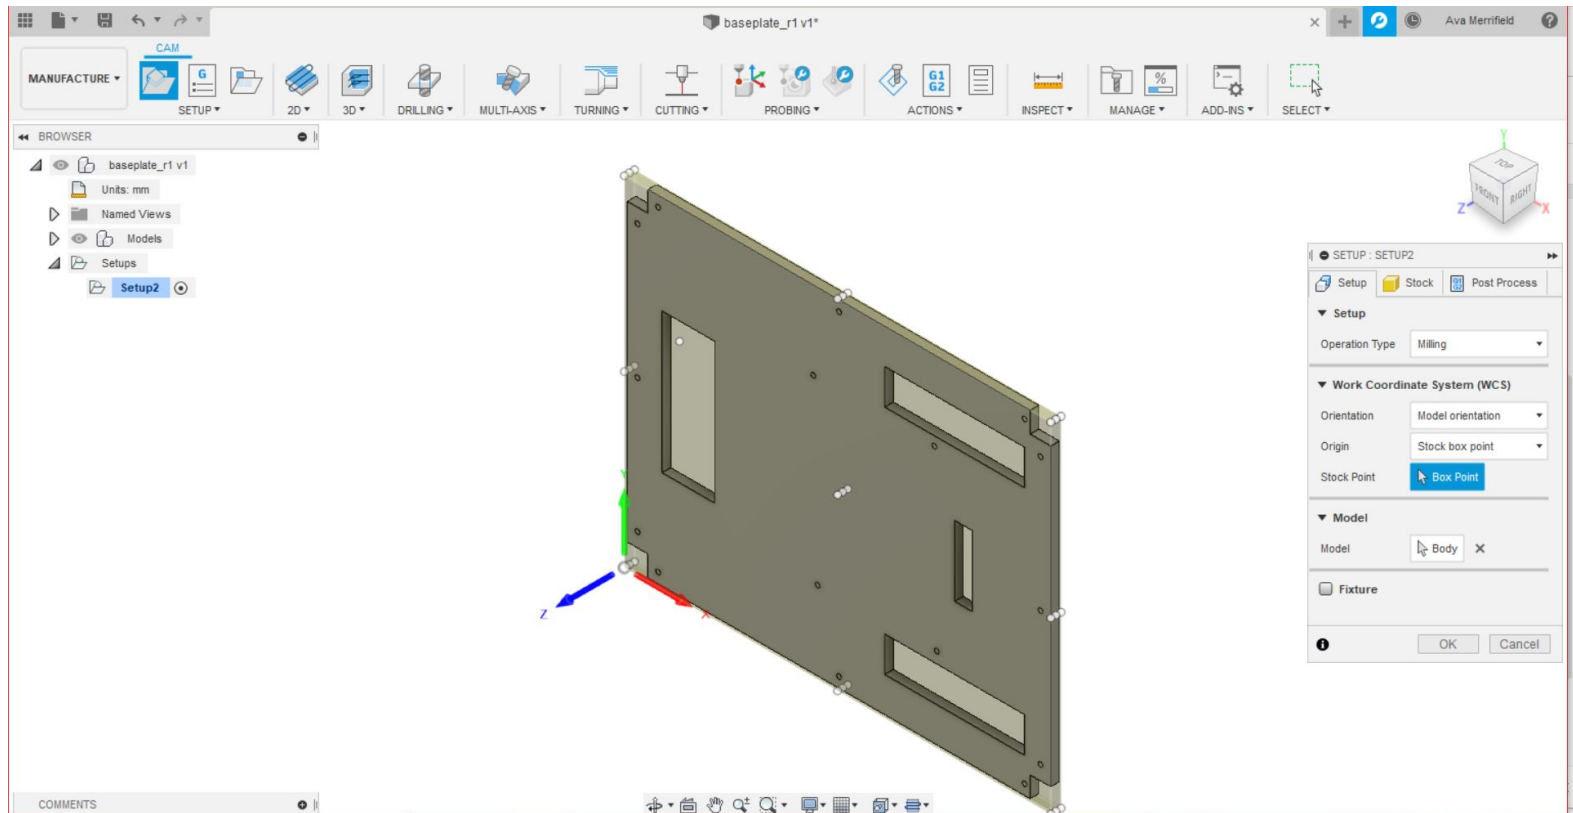 baseplate_r1 v1*
Ava Merrifield
MANUFACTURE
CAM
G
G1
G2
%
SETUP
2D
3D
DRILLING
MULTI-AXIS
TURNING
CUTTING
PROBING
ACTIONS
INSPECT
MANAGE
ADD-INS
SELECT
BROWSER
baseplate_r1 v1
Units: mm
Named Views
Models
Setups
Setup2
Y
X
Z
Y
TOP
FRONT
RIGHT
Z
X
SETUP : SETUP2
Setup
Stock
Post Process
Setup
Operation Type
Milling
Work Coordinate System (WCS)
Orientation
Model orientation
Origin
Stock box point
Stock Point
Box Point
Model
Model
Body
Fixture
OK
Cancel
COMMENTS